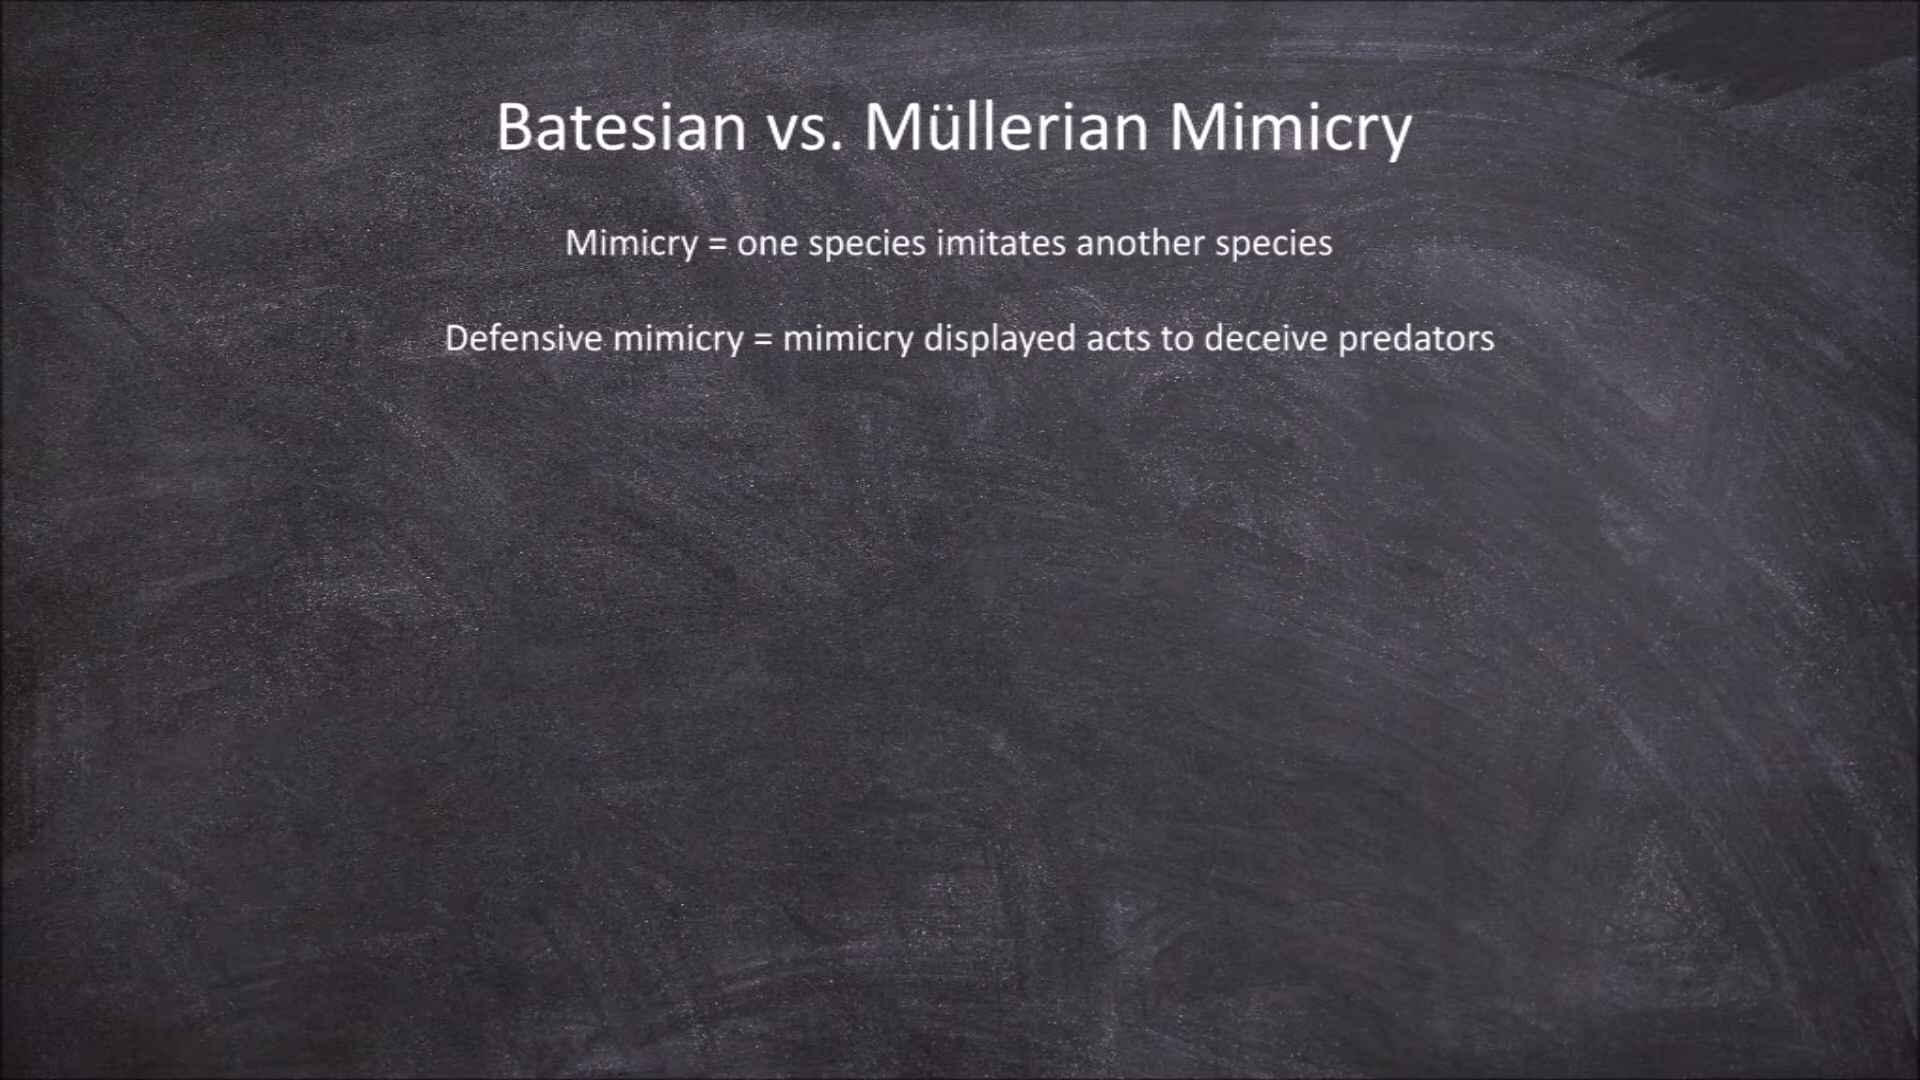 Batesian vs. Müllerian Mimicry
Mimicry = one species imitates another species
Defensive mimicry = mimicry displayed acts to deceive predators